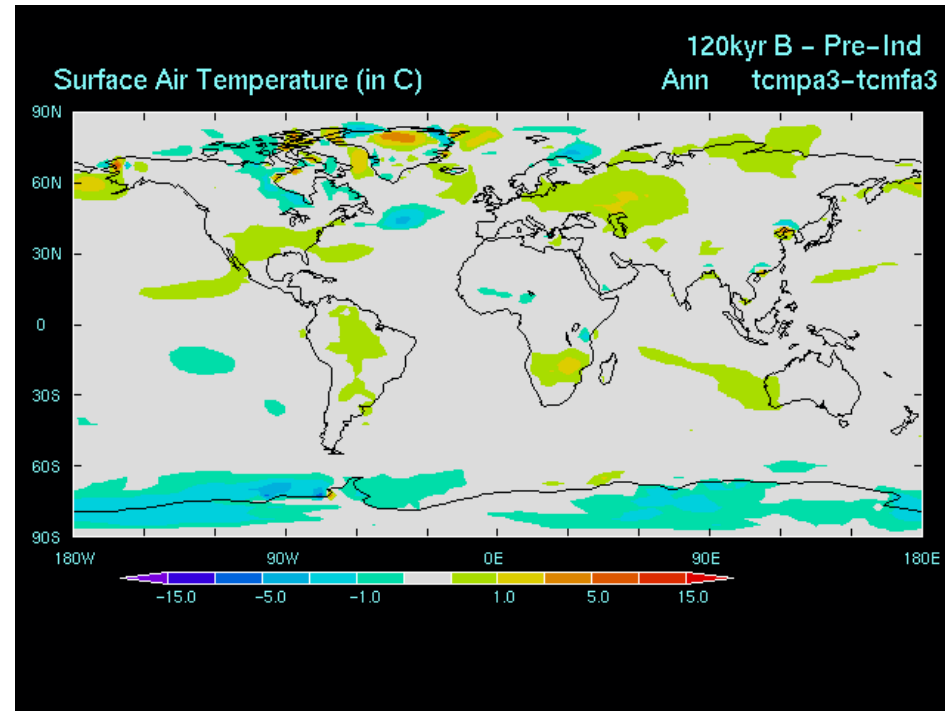 120kyr B - Pre-Ind
Surface Air Temperature (in C) Ann tcmpa3-tcmfa3
90N
60N
30N
0
30S
60S
90S
180W 90W 0E 90E 180E
-15.0 -5.0 -1.0 1.0 5.0 15.0